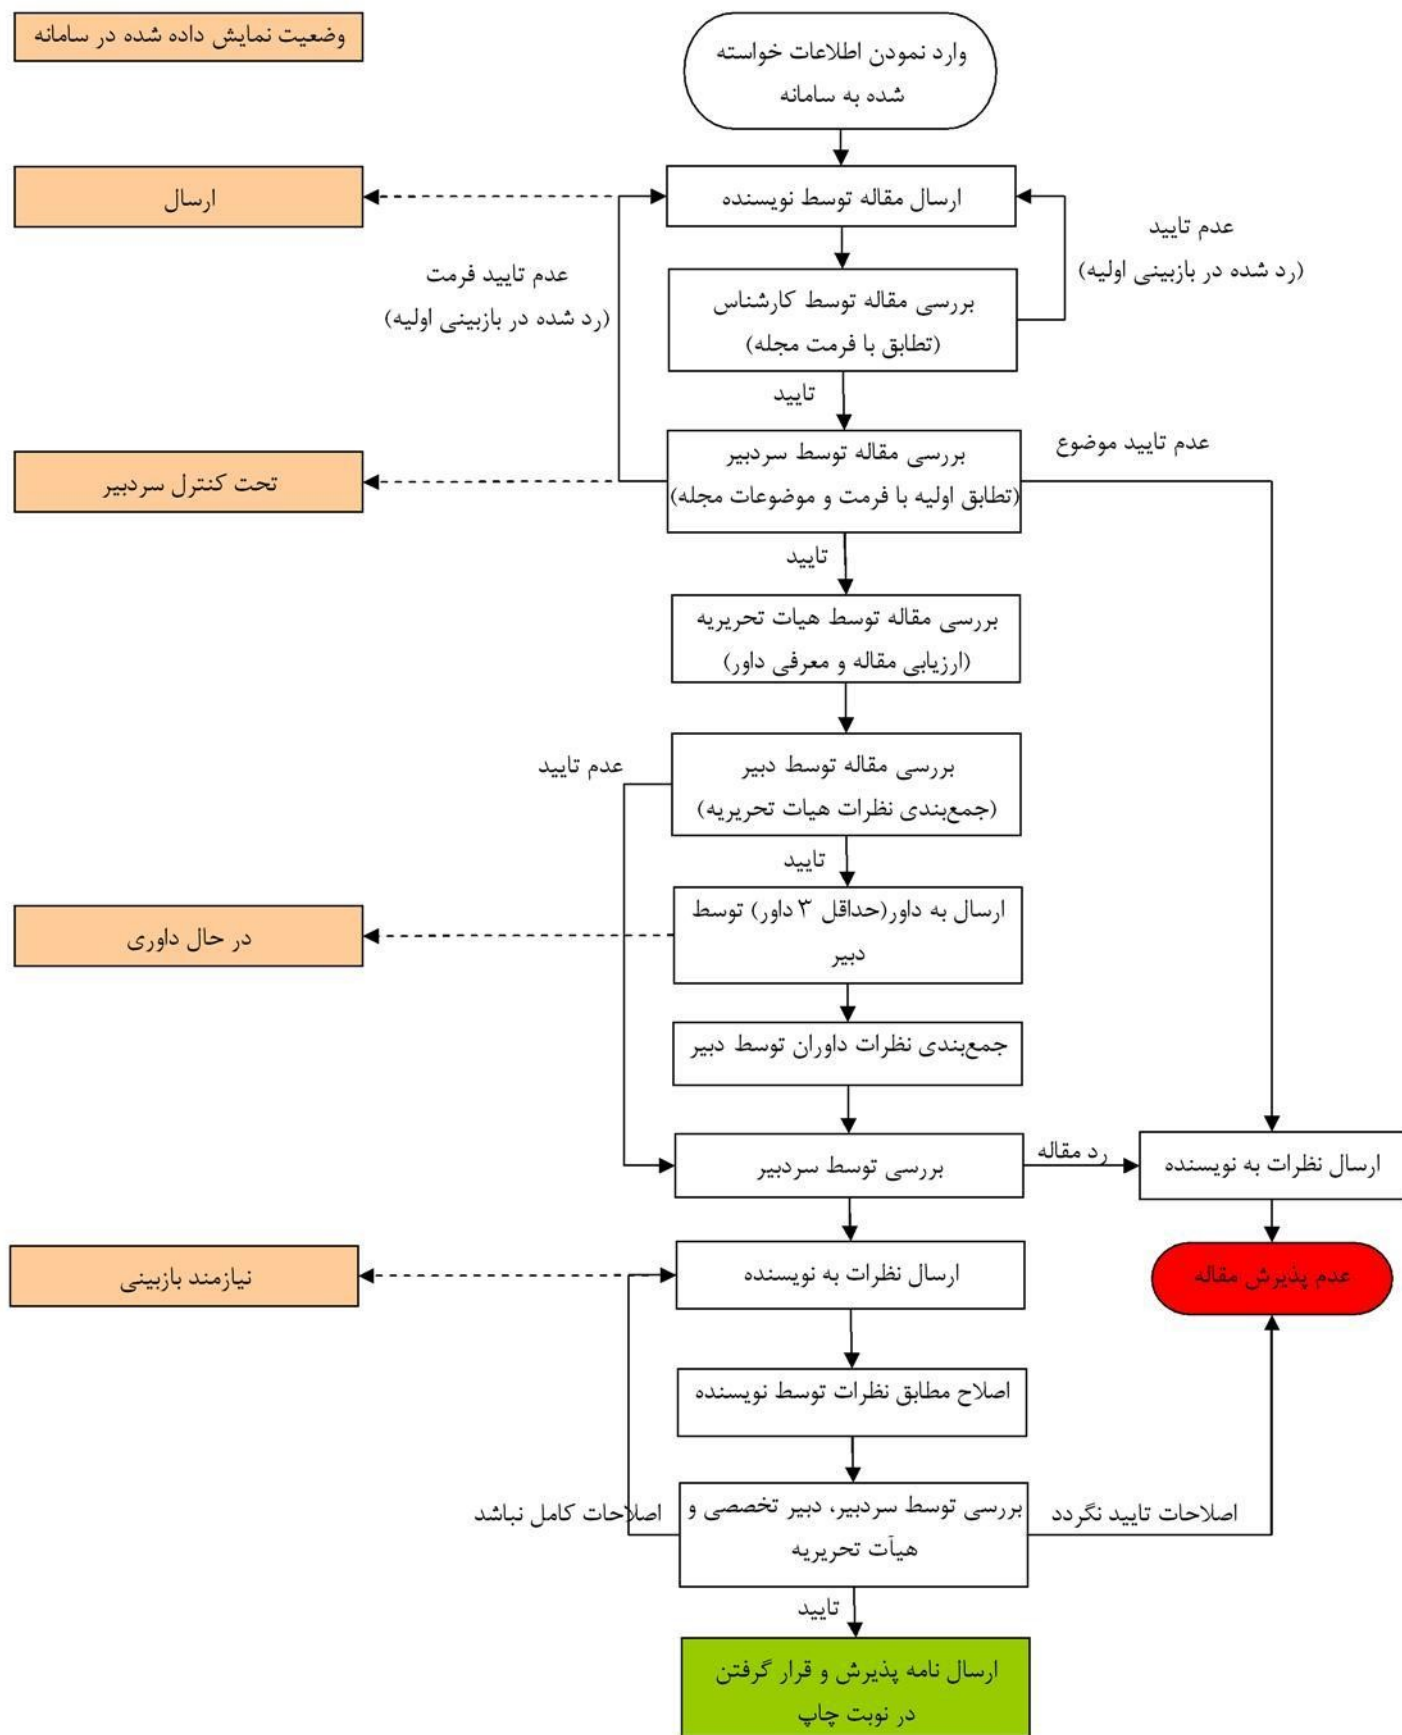 وضعیت نمایش داده شده در سامانه
وارد نمودن اطلاعات خواسته
شده به سامانه
ارسال مقاله توسط نویسنده
ارسال
عدم تایید
(رد شده در بازبینی اولیه)
عدم تایید فرمت
(رد شده در بازبینی اولیه)
بررسی مقاله توسط کارشناس
(تطابق با فرمت مجله)
تایید
بررسی مقاله توسط سردبیر
(تطابق اولیه با فرمت و موضوعات مجله)
عدم تایید موضوع
تحت کنترل سردبیر
تایید
بررسی مقاله توسط هیات تحریریه
(ارزیابی مقاله و معرفی داور)
بررسی مقاله توسط دبیر
(جمع‌بندی نظرات هیات تحریریه)
عدم تایید
تایید
ارسال به داور(حداقل ۳ داور) توسط
دبیر
در حال داوری
جمع‌بندی نظرات داوران توسط دبیر
بررسی توسط سردبیر
رد مقاله
ارسال نظرات به نویسنده
ارسال نظرات به نویسنده
نیازمند بازبینی
عدم پذیرش مقاله
اصلاح مطابق نظرات توسط نویسنده
بررسی توسط سردبیر، دبیر تخصصی و
هیآت تحریریه
اصلاحات تایید نگردد
اصلاحات کامل نباشد
تایید
ارسال نامه پذیرش و قرار گرفتن
در نوبت چاپ